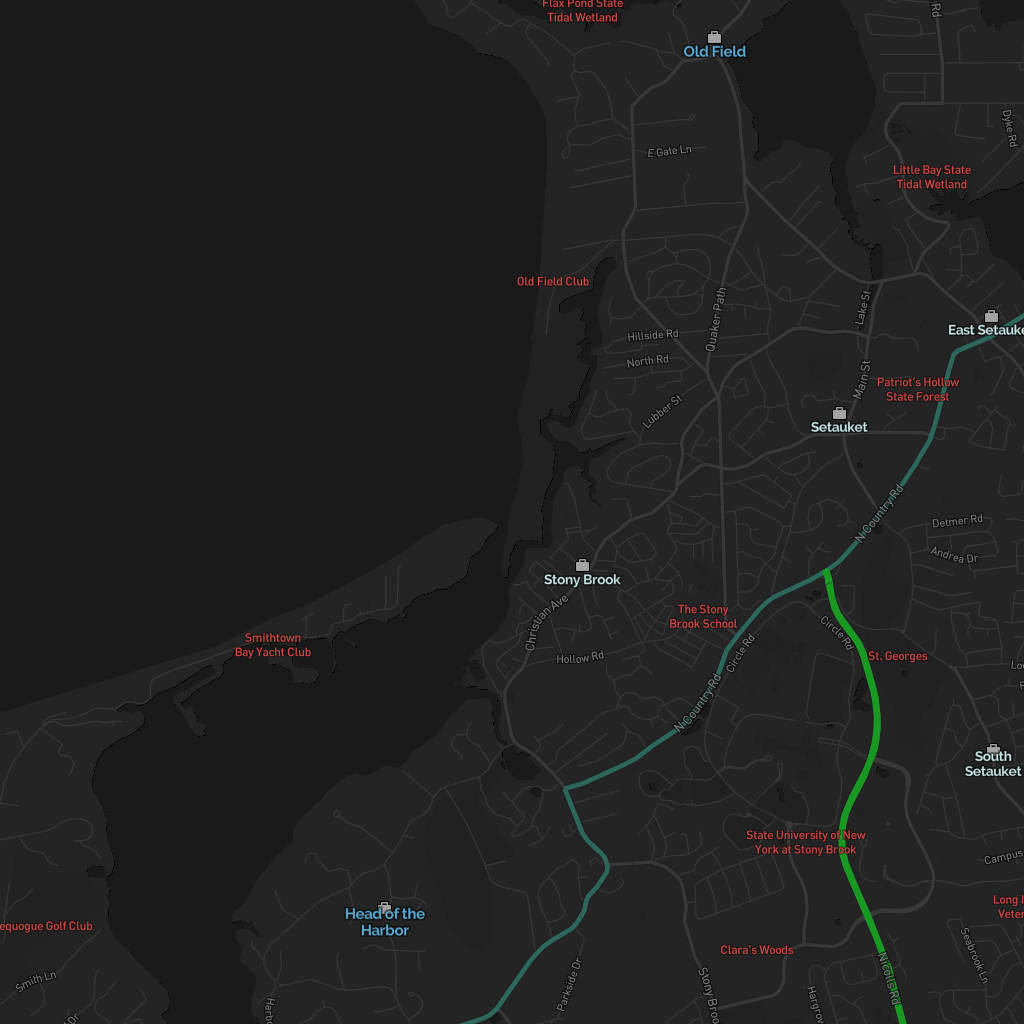 Flax Pond State
Tidal Wetland
Rd
Old Field
Dyke Rd
E Gate Ln
Little Bay State
Tidal Wetland
Old Field Club
Lake St
Quaker Path
East Setauke
Hillside Rd
North Rd
Main St
Patriot's Hollow
State Forest
Lubber St
Setauket
N Country Rd
Detmer Rd
Andrea Dr
Stony Brook
Christian Ave
The Stony
Brook School
Circle Rd
Smithtown
Bay Yacht Club
Circle Rd
Hollow Rd
St. Georges
N Country Rd
South
Setauket
State University of New
York at Stony Brook
Campus
Head of the
Harbor
Long I
Veter
equogue Golf Club
Clara's Woods
Seabrook Ln
Smith Ln
Parkside Dr
Nicolls Rd
Stony Broo
Hargrov
Harbo
Dr